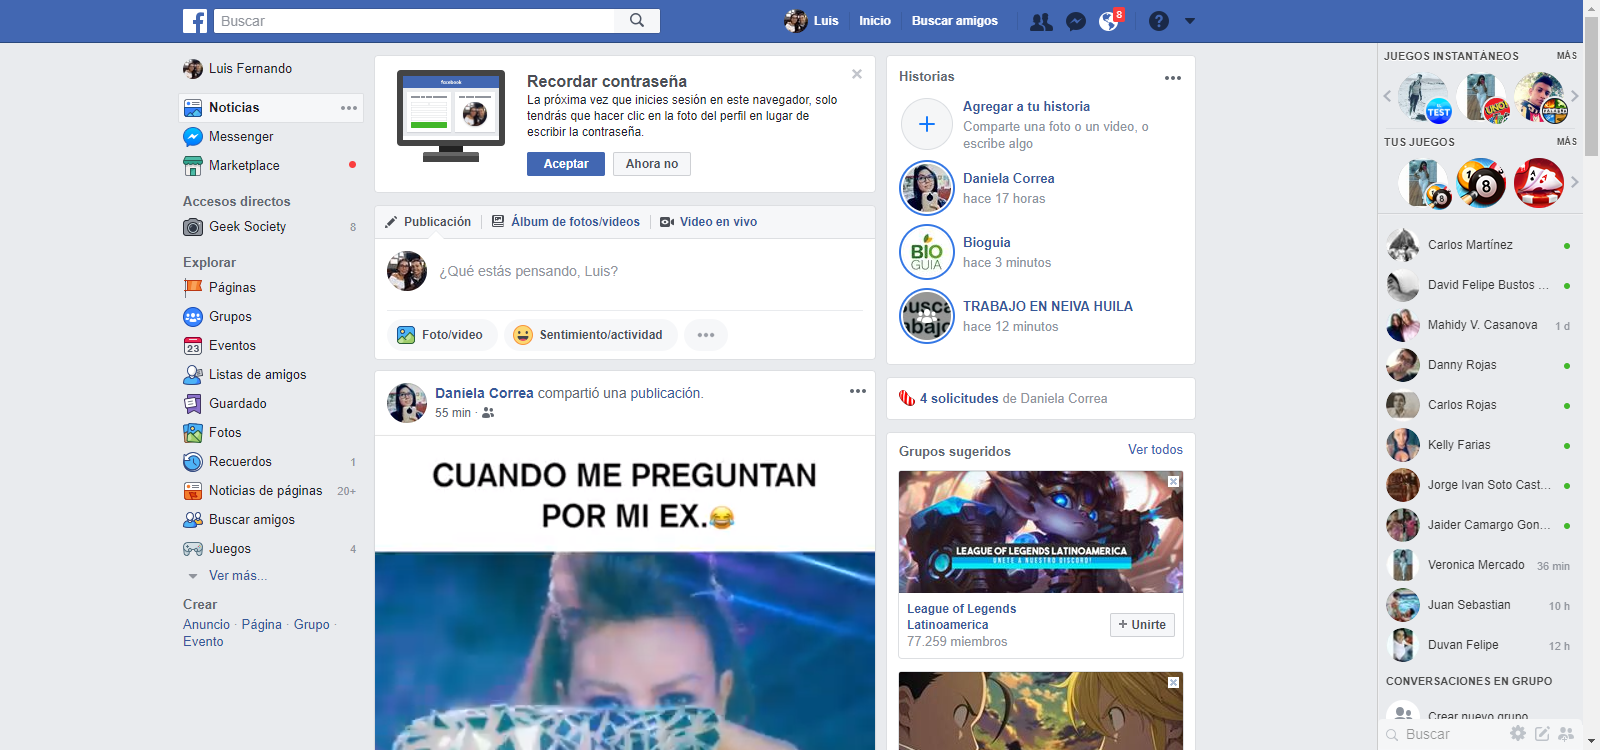 Buscar
Luis
Inicio
Buscar amigos
8
Luis Fernando
Noticias
Messenger
Marketplace
Accesos directos
Geek Society 8
Explorar
Páginas
Grupos
23
Eventos
Listas de amigos
Guardado
Fotos
Recuerdos 1
Noticias de páginas 20+
Buscar amigos
Juegos 4
Ver más...
Crear
Anuncio · Página · Grupo ·
Evento
facebook
Recordar contraseña
La próxima vez que inicies sesión en este navegador, solo
tendrás que hacer clic en la foto del perfil en lugar de
escribir la contraseña.
Aceptar
Ahora no
Publicación
Álbum de fotos/videos
Video en vivo
¿Qué estás pensando, Luis?
Foto/video
Sentimiento/actividad
Daniela Correa compartió una publicación.
55 min ·
CUANDO ME PREGUNTAN
POR MI EX.😂
Historias
Agregar a tu historia
Comparte una foto o un video, o
escribe algo
Daniela Correa
hace 17 horas
BIO
GUIA
Bioguia
hace 3 minutos
TRABAJO EN NEIVA HUILA
hace 12 minutos
4 solicitudes de Daniela Correa
Grupos sugeridos
Ver todos
LEAGUE OF LEGENDS LATINOAMERICA
UNETE A NUESTRO DISCORD!
League of Legends
Latinoamerica
77.259 miembros
+ Unirte
JUEGOS INSTANTÁNEOS
MÁS
TEST
UNO
TUS JUEGOS
MÁS
8
8
A A
Carlos Martínez
David Felipe Bustos ...
Mahidy V. Casanova 1 d
Danny Rojas
Carlos Rojas
Kelly Farias
Jorge Ivan Soto Cast...
Jaider Camargo Gon...
Veronica Mercado 36 min
Juan Sebastian 10 h
Duvan Felipe 12 h
CONVERSACIONES EN GRUPO
Crear nuevo grupo
Buscar